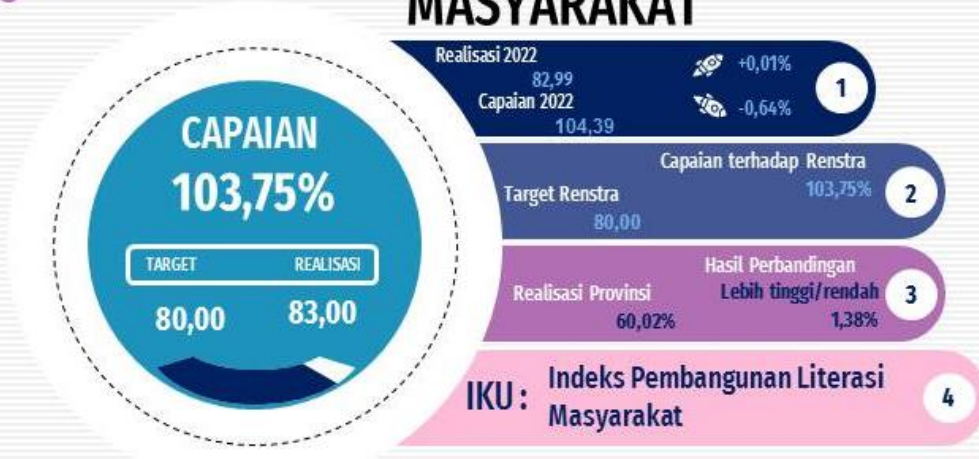 MASYARAKAT
CAPAIAN
103,75%
TARGET REALISASI
80,00 83,00
Realisasi 2022
82,99
Capaian 2022
104,39
+0,01%
-0,64%
1
Capaian terhadap Renstra
103,75%
Target Renstra
80,00
2
Hasil Perbandingan
Lebih tinggi/rendah
1,38%
Realisasi Provinsi
60,02%
3
IKU : Indeks Pembangunan Literasi
Masyarakat
4